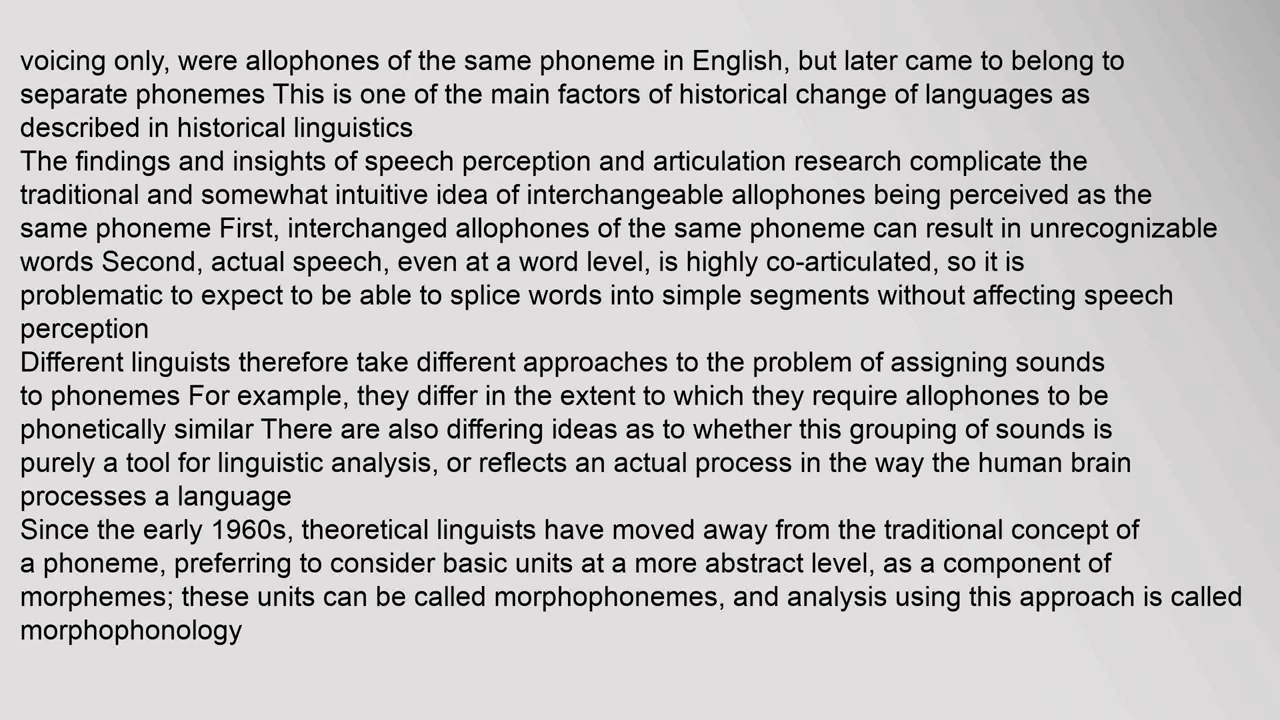 voicing only, were allophones of the same phoneme in English, but later came to belong to
separate phonemes This is one of the main factors of historical change of languages as
described in historical linguistics
The findings and insights of speech perception and articulation research complicate the
traditional and somewhat intuitive idea of interchangeable allophones being perceived as the
same phoneme First, interchanged allophones of the same phoneme can result in unrecognizable
words Second, actual speech, even at a word level, is highly co-articulated, so it is
problematic to expect to be able to splice words into simple segments without affecting speech
perception
Different linguists therefore take different approaches to the problem of assigning sounds
to phonemes For example, they differ in the extent to which they require allophones to be
phonetically similar There are also differing ideas as to whether this grouping of sounds is
purely a tool for linguistic analysis, or reflects an actual process in the way the human brain
processes a language
Since the early 1960s, theoretical linguists have moved away from the traditional concept of
a phoneme, preferring to consider basic units at a more abstract level, as a component of
morphemes; these units can be called morphophonemes, and analysis using this approach is called
morphophonology